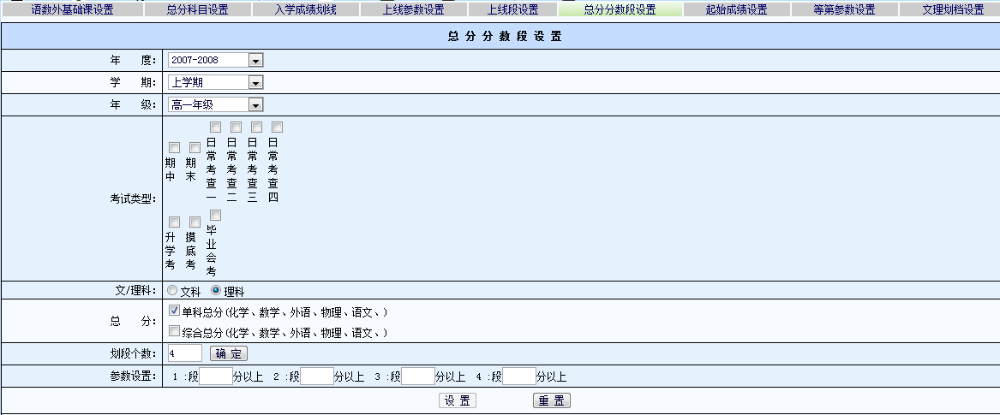 语数外基础课设置 总分科目设置 入学成绩划线 上线参数设置 上线段设置 总分分数段设置 起始成绩设置 等第参数设置 文理划档设置
总 分 分 数 段 设 置
年 度： 2007-2008
学 期： 上学期
年 级： 高一年级
考试类型： 期中 期末 日常考查一 日常考查二 日常考查三 日常考查四
升学考 摸底考 毕业会考
文/理科： 文科 理科
总 分： 单科总分(化学、数学、外语、物理、语文、)
综合总分(化学、数学、外语、物理、语文、)
划段个数： 4 确 定
参数设置： 1 :段 分以上 2 :段 分以上 3 :段 分以上 4 :段 分以上
设 置 重 置